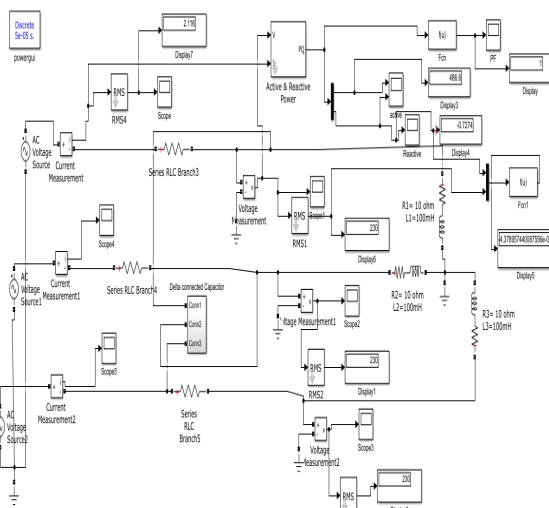 Discrete
5e-05 s.
powergui
2.116
Display7
RMS
RMS4
Scope
V
PQ
Active & Reactive
Power
f(u)
Fcn
PF
1
Display
486.6
Display3
active
Reactive
-0.7274
Display4
f(u)
Fcn1
Display5
AC
Voltage
Source
Current
Measurement
Series RLC Branch3
Voltage
Measurement
RMS
RMS1
Scope1
230
Display6
R1= 10 ohm
L1=100mH
Scope4
AC
Voltage
Source1
Current
Measurement1
Series RLC Branch4
Delta connected Capacitor
Conn1
Conn2
Conn3
ltage Measurement1
Scope2
R2= 10 ohm
L2=100mH
R3= 10 ohm
L3=100mH
Scope5
RMS
RMS2
230
Display1
AC
Voltage
Source2
Current
Measurement2
Series
RLC
Branch5
Voltage
Measurement2
Scope3
RMS
230